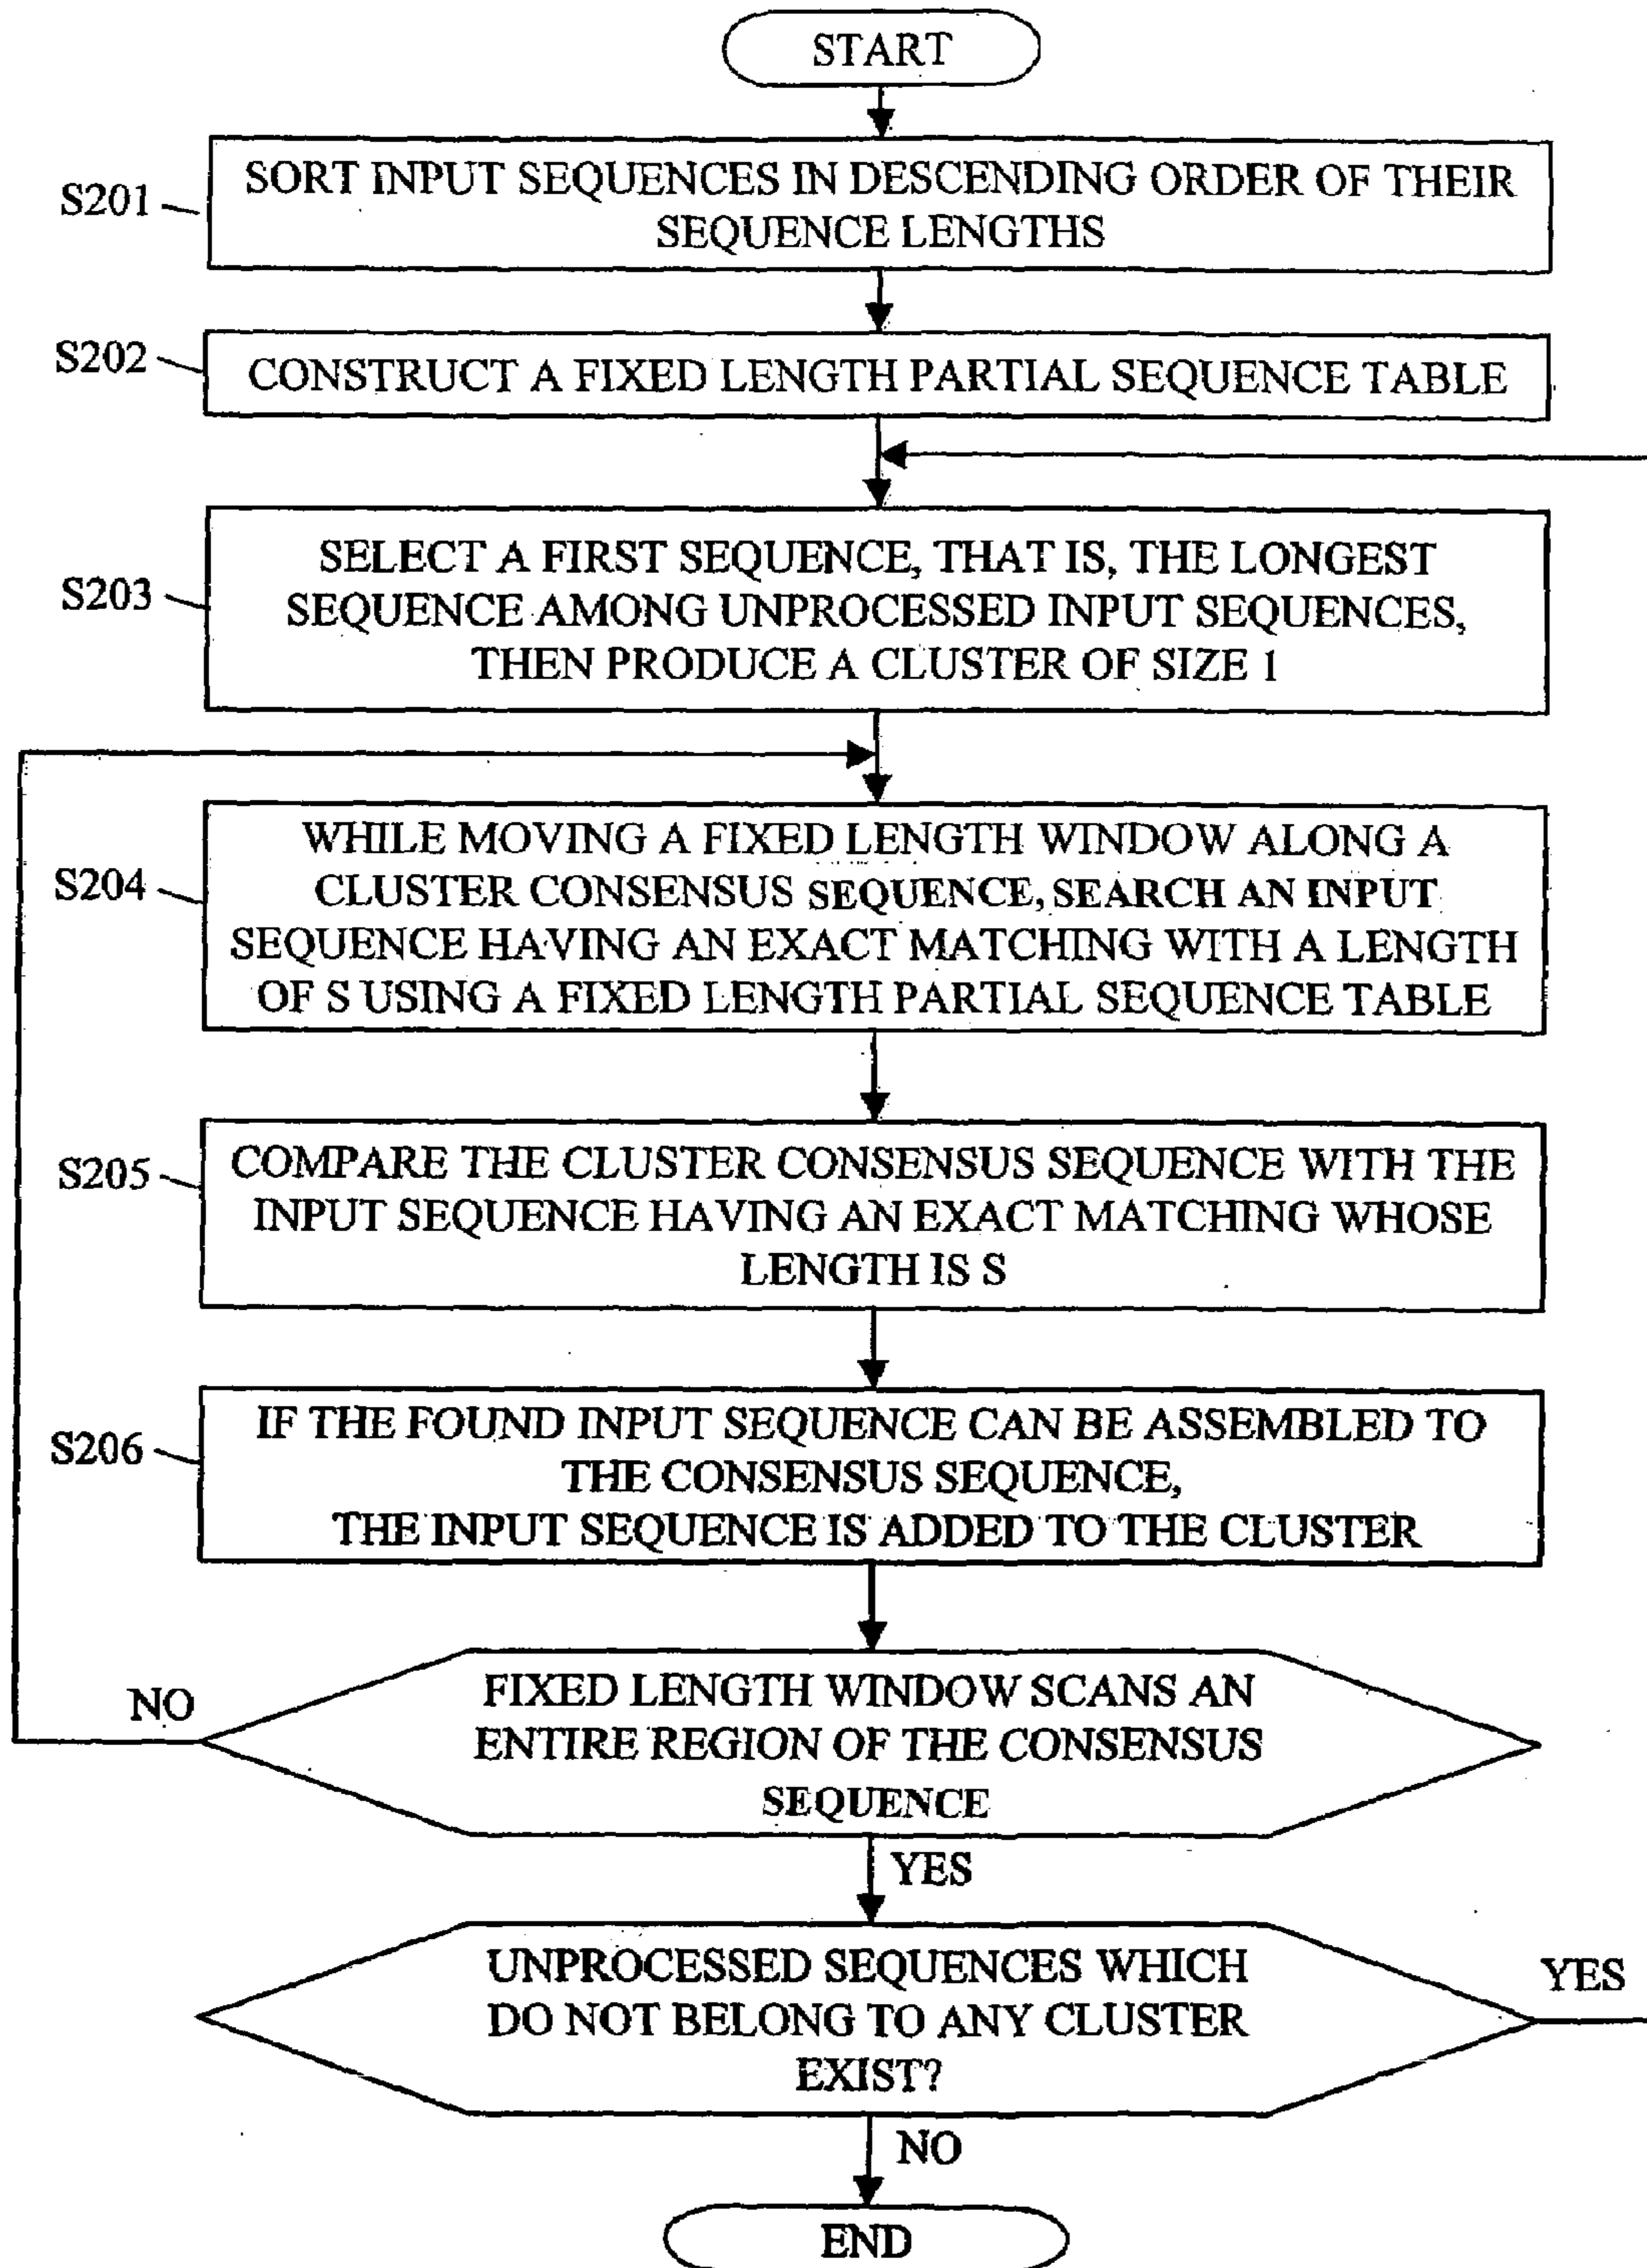 START
S201
SORT INPUT SEQUENCES IN DESCENDING ORDER OF THEIR
SEQUENCE LENGTHS
S202
CONSTRUCT A FIXED LENGTH PARTIAL SEQUENCE TABLE
S203
SELECT A FIRST SEQUENCE, THAT IS, THE LONGEST
SEQUENCE AMONG UNPROCESSED INPUT SEQUENCES,
THEN PRODUCE A CLUSTER OF SIZE 1
S204
WHILE MOVING A FIXED LENGTH WINDOW ALONG A
CLUSTER CONSENSUS SEQUENCE, SEARCH AN INPUT
SEQUENCE HAVING AN EXACT MATCHING WITH A LENGTH
OF S USING A FIXED LENGTH PARTIAL SEQUENCE TABLE
S205
COMPARE THE CLUSTER CONSENSUS SEQUENCE WITH THE
INPUT SEQUENCE HAVING AN EXACT MATCHING WHOSE
LENGTH IS S
S206
IF THE FOUND INPUT SEQUENCE CAN BE ASSEMBLED TO
THE CONSENSUS SEQUENCE,
THE INPUT SEQUENCE IS ADDED TO THE CLUSTER
NO
FIXED LENGTH WINDOW SCANS AN
ENTIRE REGION OF THE CONSENSUS
SEQUENCE
YES
UNPROCESSED SEQUENCES WHICH
DO NOT BELONG TO ANY CLUSTER
EXIST?
YES
NO
END